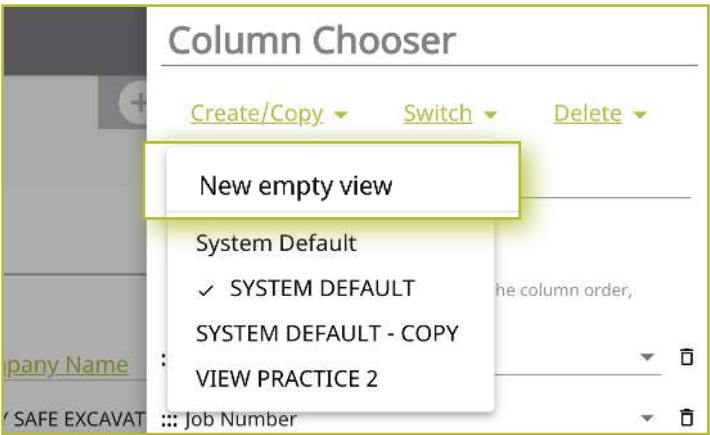 Column Chooser
Create/Copy Switch Delete
New empty view
System Default
✓ SYSTEM DEFAULT
he column order,
SYSTEM DEFAULT - COPY
pany Name
VIEW PRACTICE 2
SAFE EXCAVAT ::: Job Number